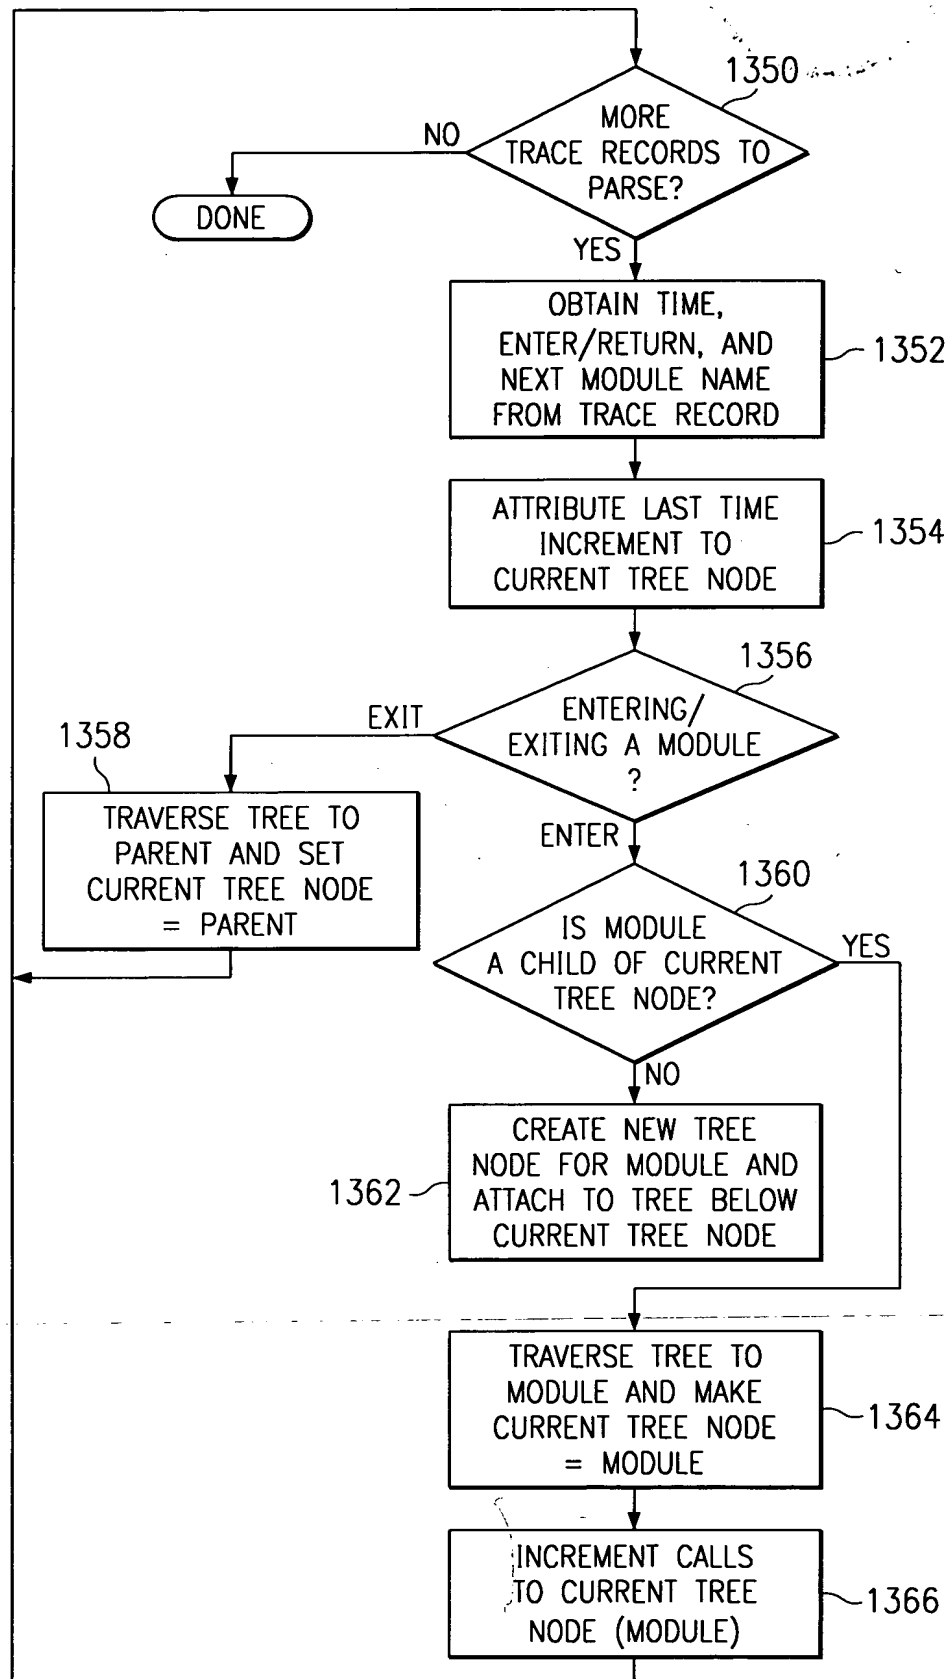 1350
MORE
TRACE RECORDS TO
PARSE?
NO
DONE
YES
OBTAIN TIME,
ENTER/RETURN, AND
NEXT MODULE NAME
FROM TRACE RECORD
1352
ATTRIBUTE LAST TIME
INCREMENT TO
CURRENT TREE NODE
1354
1356
ENTERING/
EXITING A MODULE
?
EXIT
1358
TRAVERSE TREE TO
PARENT AND SET
CURRENT TREE NODE
= PARENT
ENTER
1360
IS MODULE
A CHILD OF CURRENT
TREE NODE?
YES
NO
CREATE NEW TREE
NODE FOR MODULE AND
ATTACH TO TREE BELOW
CURRENT TREE NODE
1362
TRAVERSE TREE TO
MODULE AND MAKE
CURRENT TREE NODE
= MODULE
1364
INCREMENT CALLS
TO CURRENT TREE
NODE (MODULE)
1366